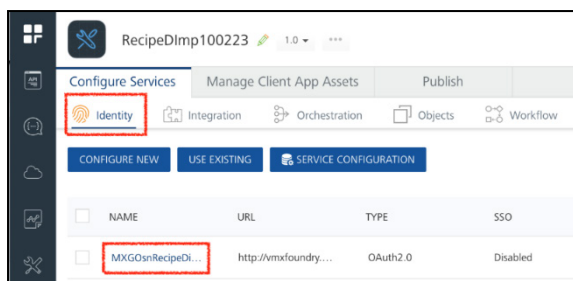 RecipeDImp100223 1.0
Configure Services Manage Client App Assets Publish
Identity Integration Orchestration Objects Workflow
CONFIGURE NEW USE EXISTING SERVICE CONFIGURATION
NAME URL TYPE SSO
MXGOsnRecipeDi... http://vmxfoundry.... OAuth2.0 Disabled